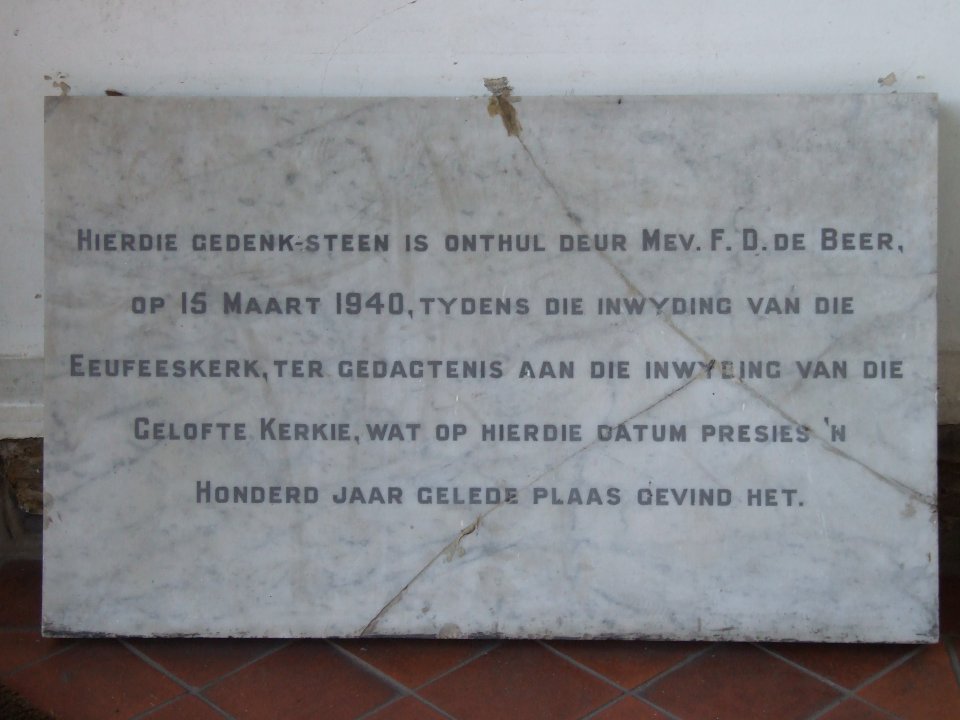 Hierdie gedenk-steen is onthul deur Mev. F. D. de Beer,
op 15 Maart 1940, tydens die inwyding van die
Eeufeeskerk, ter gedagtenis aan die inwyding van die
Gelofte Kerkie, wat op hierdie datum presies 'n
Honderd jaar gelede plaas gevind het.